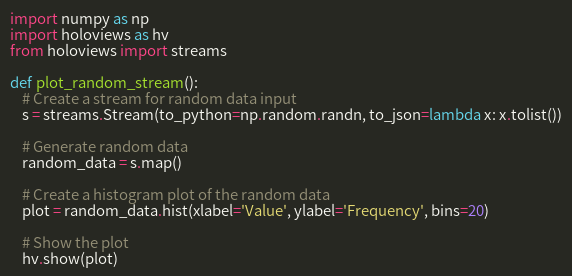 import numpy as np
import holoviews as hv
from holoviews import streams

def plot_random_stream():
    # Create a stream for random data input
    s = streams.Stream(to_python=np.random.randn, to_json=lambda x: x.tolist())

    # Generate random data
    random_data = s.map()

    # Create a histogram plot of the random data
    plot = random_data.hist(xlabel='Value', ylabel='Frequency', bins=20)

    # Show the plot
    hv.show(plot)